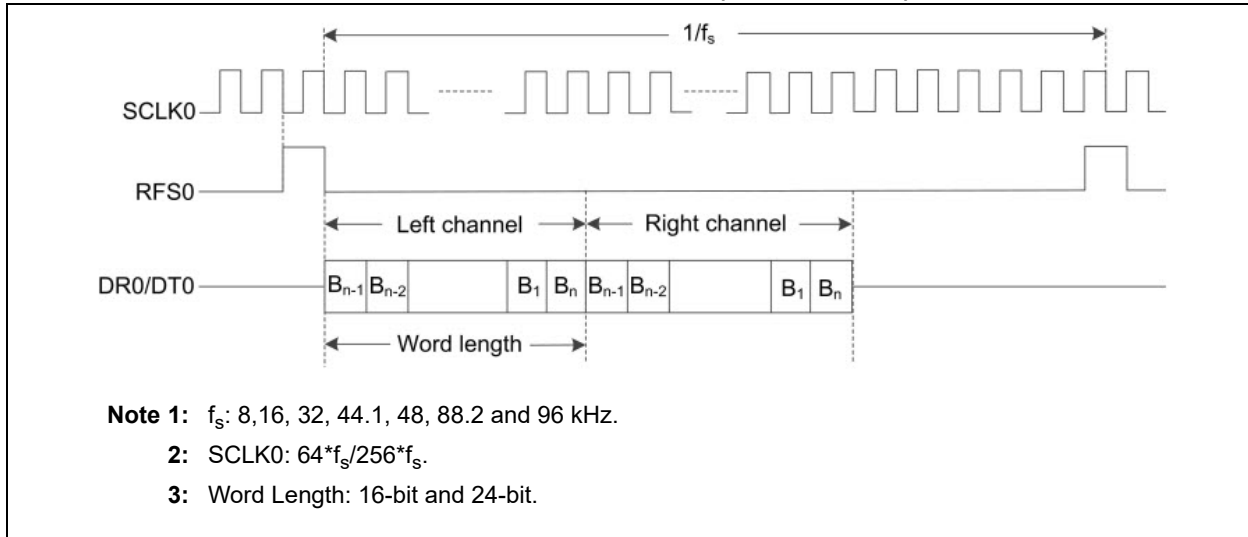 1/fₛ
SCLK0
RFS0
Left channel Right channel
DR0/DT0 Bₙ₋₁ Bₙ₋₂ B₁ Bₙ Bₙ₋₁ Bₙ₋₂ B₁ Bₙ
Word length
Note 1: fₛ: 8,16, 32, 44.1, 48, 88.2 and 96 kHz.
2: SCLK0: 64*fₛ/256*fₛ.
3: Word Length: 16-bit and 24-bit.